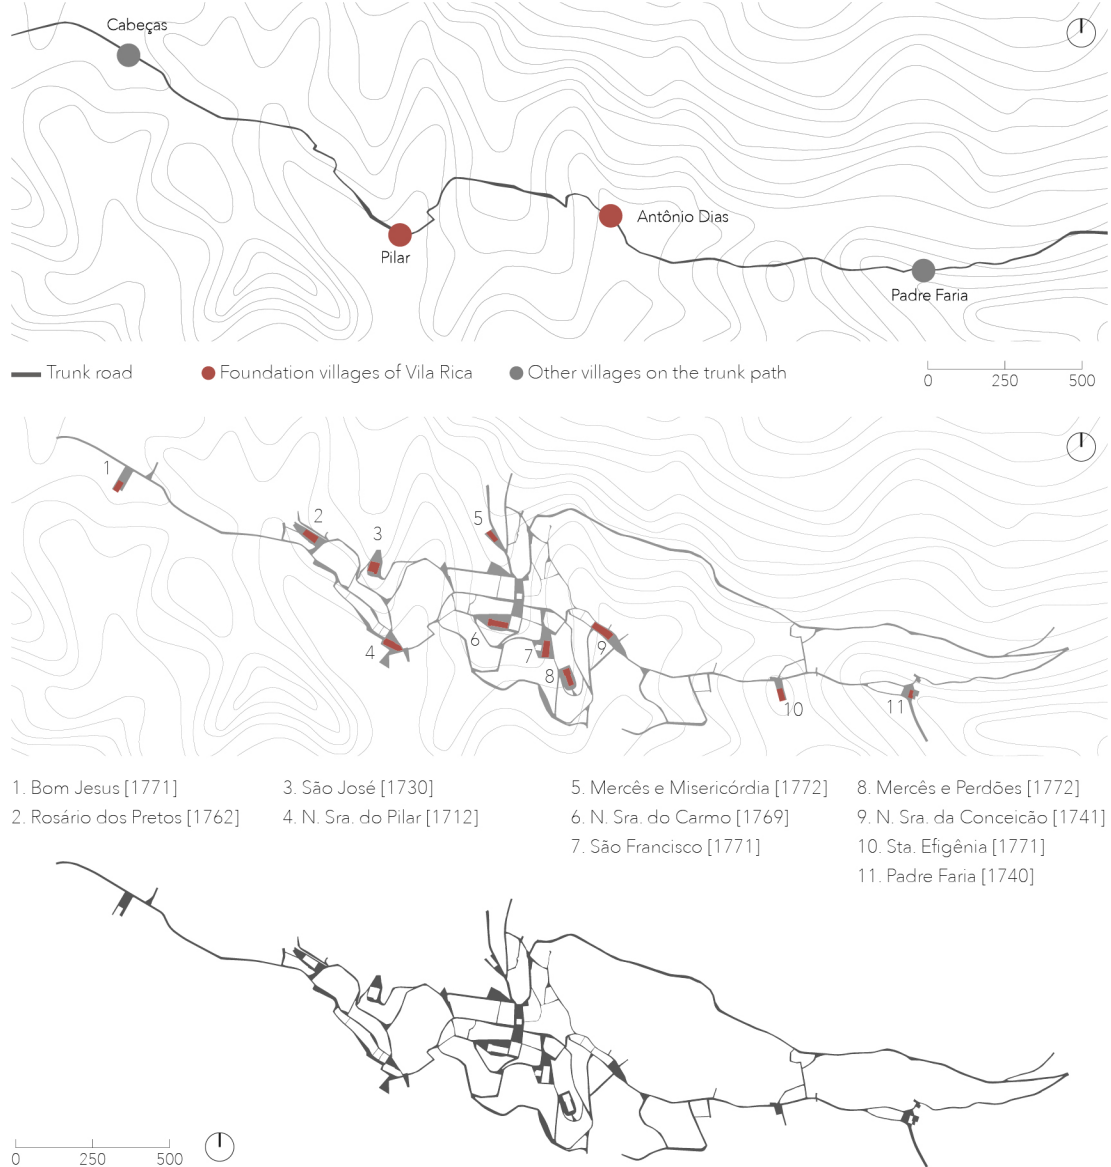 Cabeças
Antônio Dias
Pilar
Padre Faria
Trunk road
Foundation villages of Vila Rica
Other villages on the trunk path
0 250 500
1
2
3
5
6
4
7
9
8
10
11
1. Bom Jesus [1771]
2. Rosário dos Pretos [1762]
3. São José [1730]
4. N. Sra. do Pilar [1712]
5. Mercês e Misericórdia [1772]
6. N. Sra. do Carmo [1769]
7. São Francisco [1771]
8. Mercês e Perdões [1772]
9. N. Sra. da Conceicão [1741]
10. Sta. Efigênia [1771]
11. Padre Faria [1740]
0 250 500